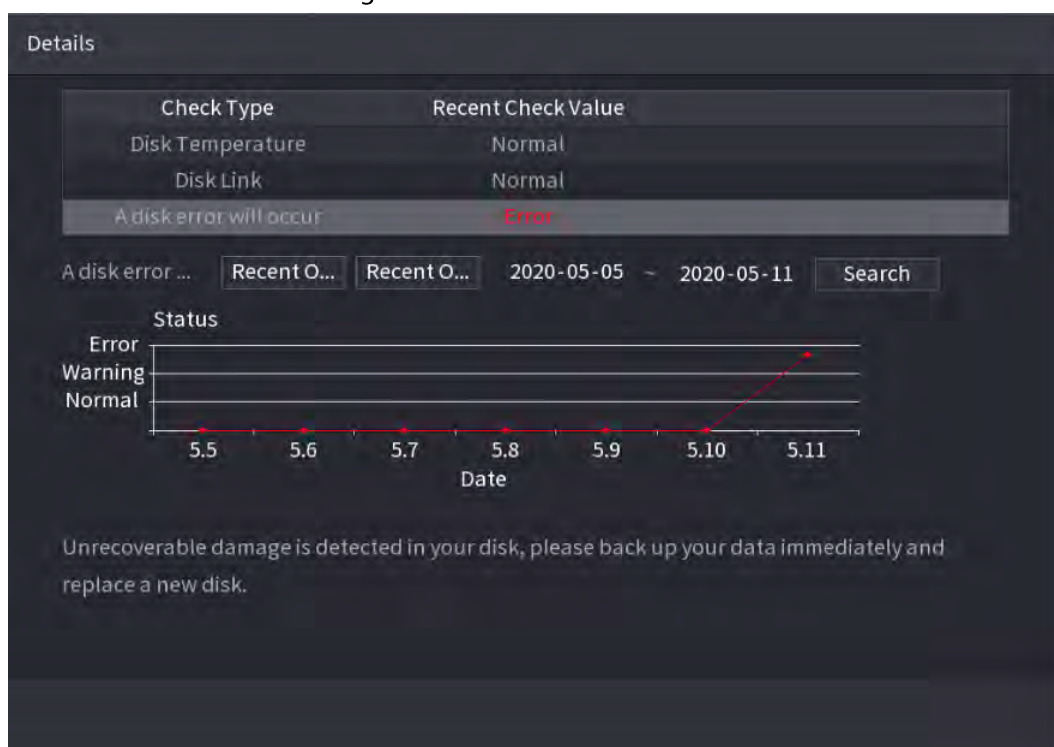 Details
Check Type Recent Check Value
Disk Temperature Normal
Disk Link Normal
A disk error will occur Error
A disk error ... Recent O... Recent O... 2020-05-05 ~ 2020-05-11 Search
Status
Error
Warning
Normal
5.5 5.6 5.7 5.8 5.9 5.10 5.11
Date
Unrecoverable damage is detected in your disk, please back up your data immediately and
replace a new disk.